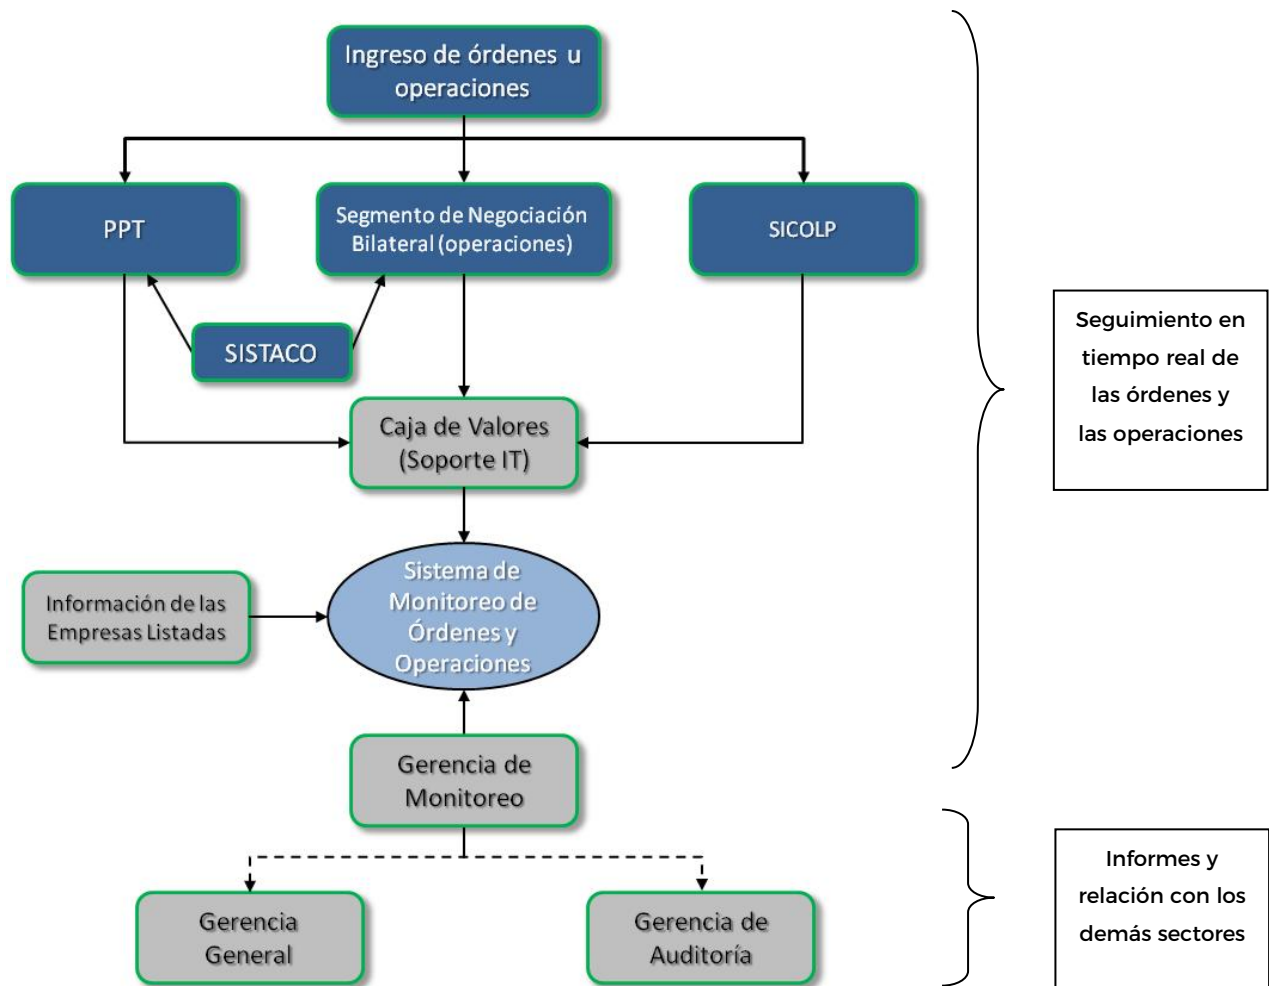 Ingreso de órdenes u
operaciones
PPT
Segmento de Negociación
Bilateral (operaciones)
SICOLP
SISTACO
Caja de Valores
(Soporte IT)
Información de las
Empresas Listadas
Sistema de
Monitoreo de
Órdenes y
Operaciones
Gerencia de
Monitoreo
Gerencia
General
Gerencia de
Auditoría
Seguimiento en
tiempo real de
las órdenes y
las operaciones
Informes y
relación con los
demás sectores